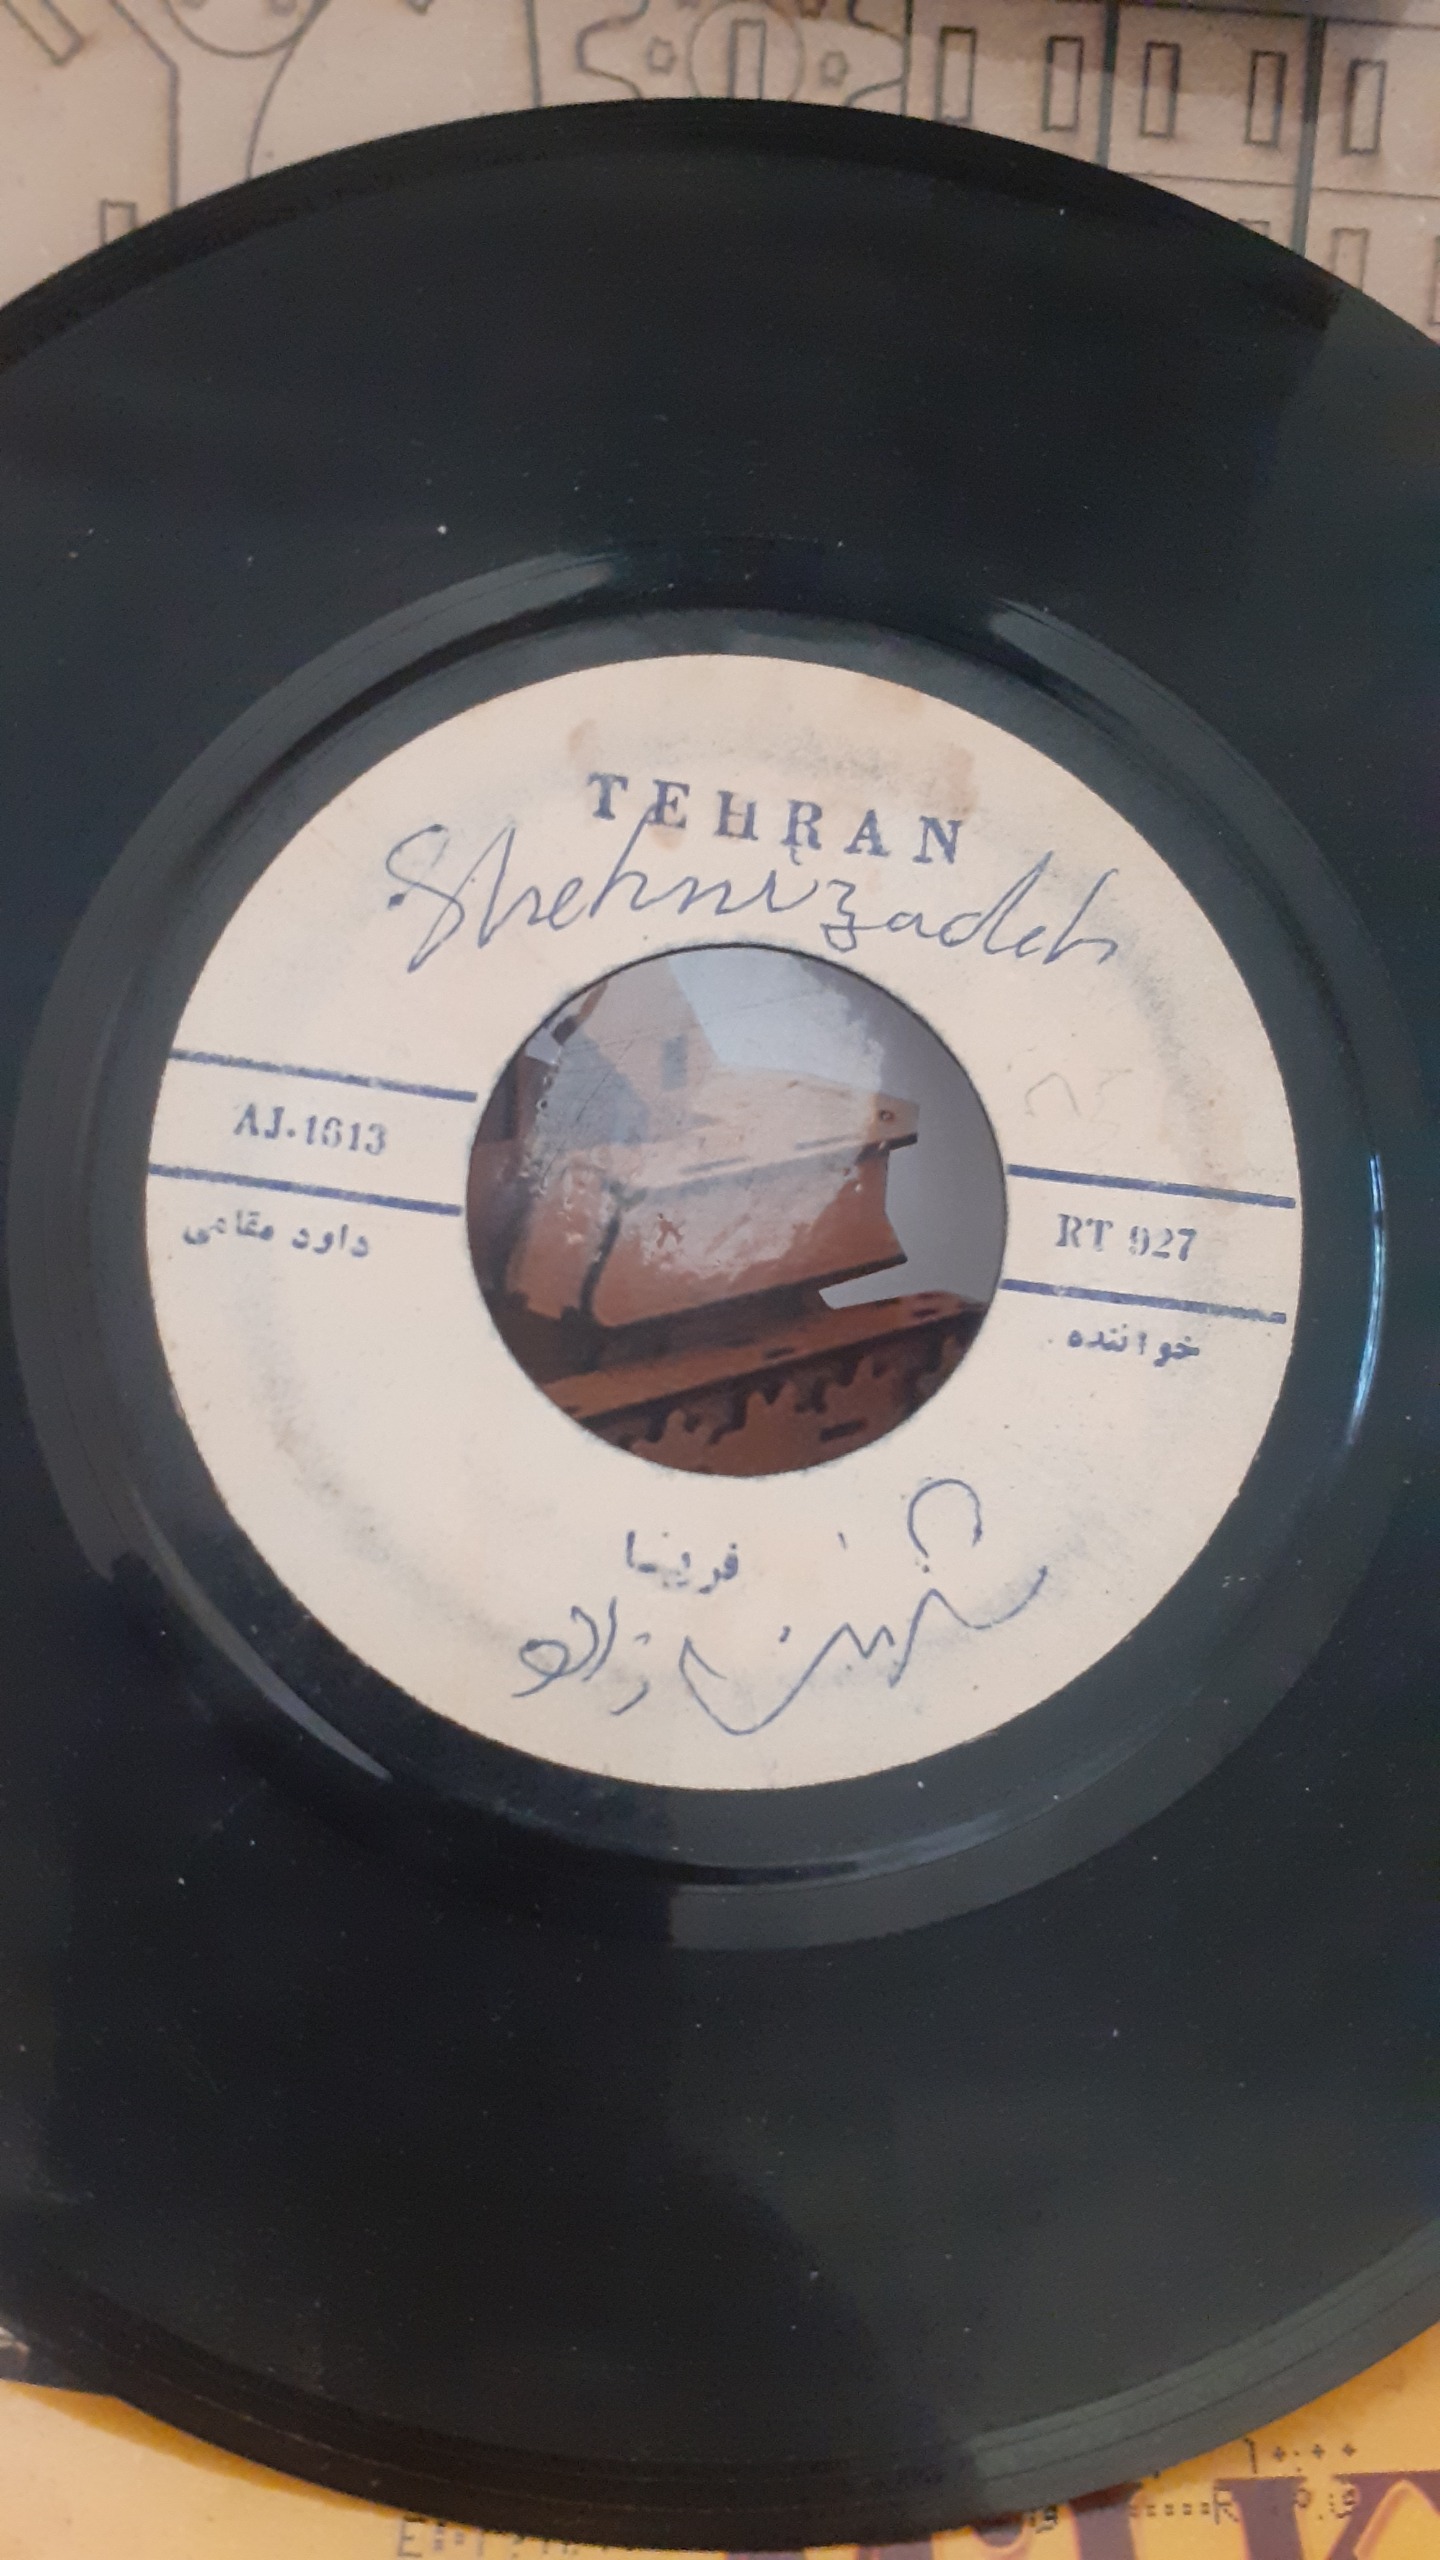 TEHRAN
Shehnizadeh
AJ.1613
داود مقامی
RT 927
خواننده
فریبا